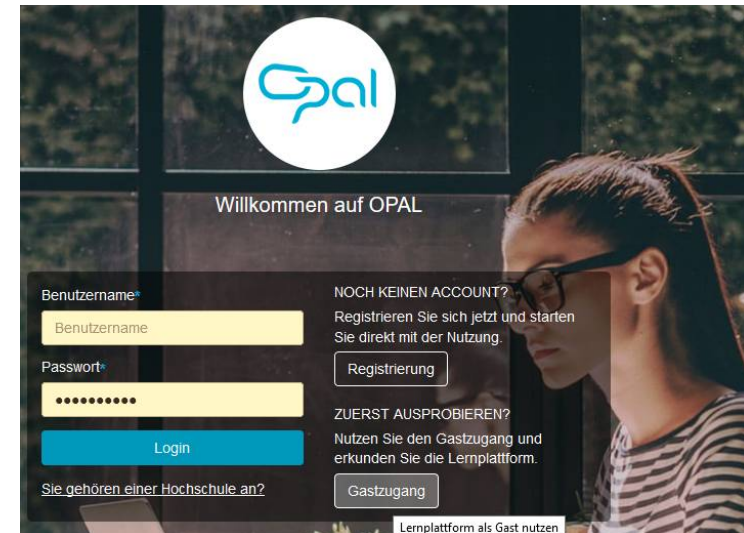 Opal
Willkommen auf OPAL
Benutzername*
Benutzername
Passwort*
••••••••••
Login
Sie gehören einer Hochschule an?
NOCH KEINEN ACCOUNT?
Registrieren Sie sich jetzt und starten
Sie direkt mit der Nutzung.
Registrierung
ZUERST AUSPROBIEREN?
Nutzen Sie den Gastzugang und
erkunden Sie die Lernplattform.
Gastzugang
Lernplattform als Gast nutzen